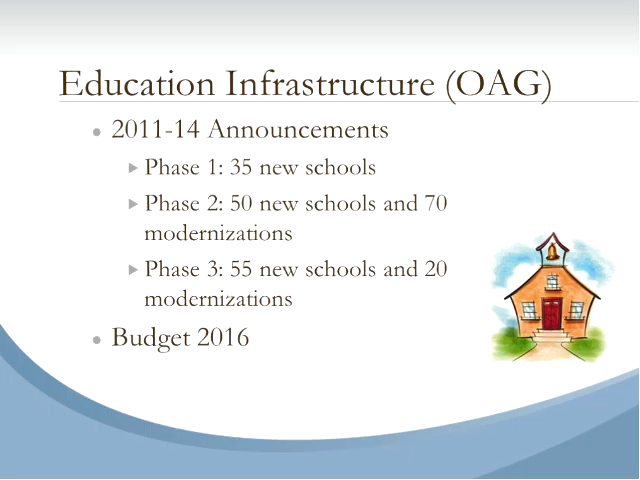 Education Infrastructure (OAG)
2011-14 Announcements
Phase 1: 35 new schools
Phase 2: 50 new schools and 70
modernizations
Phase 3: 55 new schools and 20
modernizations
Budget 2016